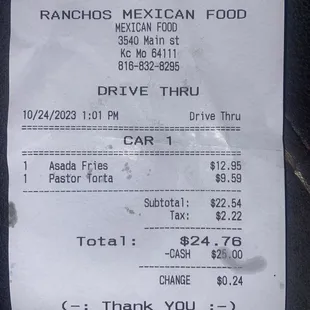 RANCHOS MEXICAN FOOD
MEXICAN FOOD
3540 Main st
Kc Mo 64111
816-832-8295
DRIVE THRU
10/24/2023 1:01 PM Drive Thru
CAR 1
1 Asada Fries $12.95
1 Pastor Torta $9.59
Subtotal: $22.54
Tax: $2.22
Total: $24.76
-CASH $25.00
CHANGE $0.24
(-: Thank YOU :-)